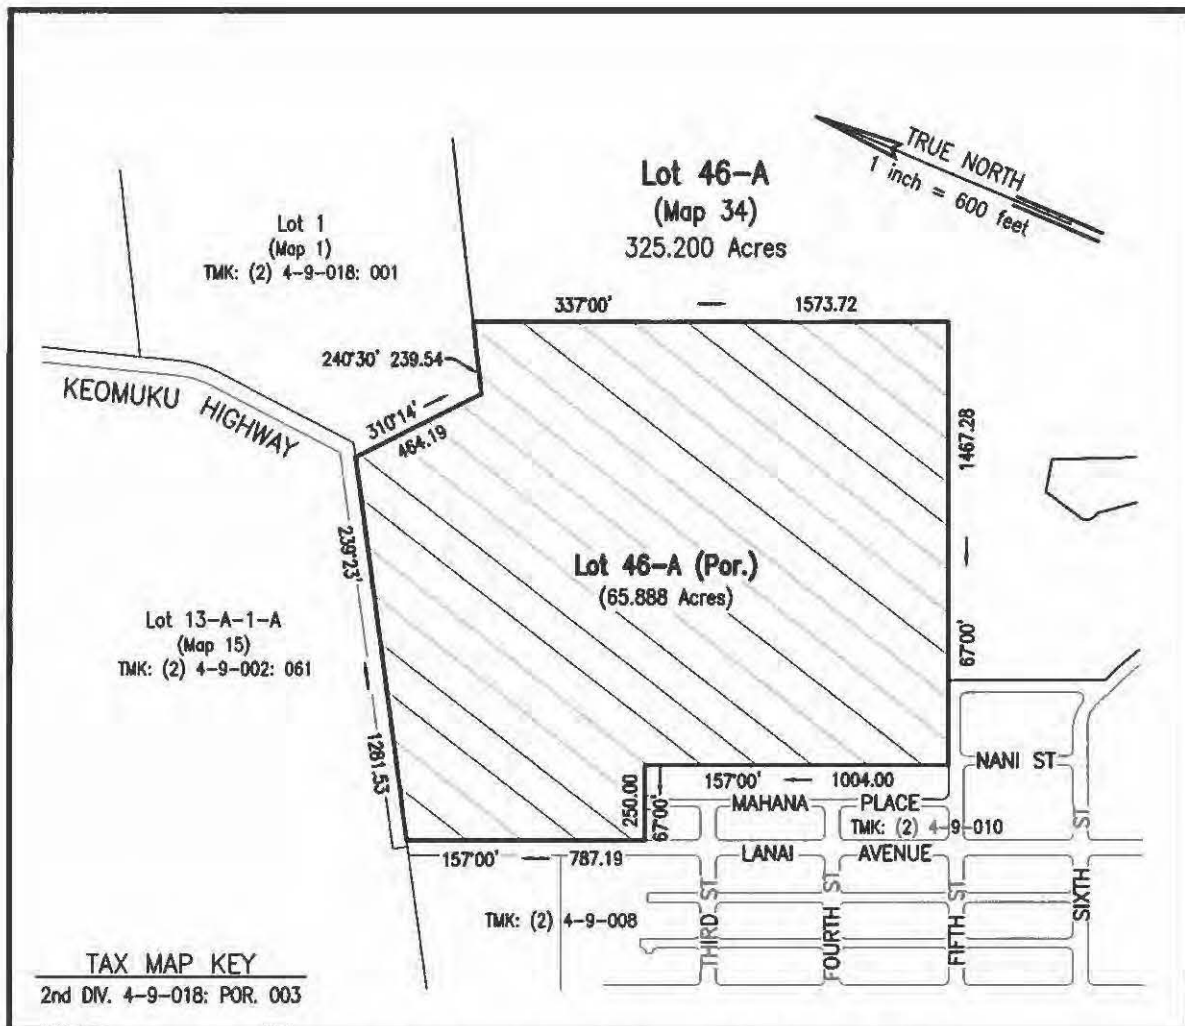 TRUE NORTH
1 inch = 600 feet
Lot 46-A
(Map 34)
325.200 Acres
Lot 1
(Map 1)
TMK: (2) 4-9-018: 001
337°00' 1573.72
240°30' 239.54
KEOMUKU HIGHWAY
310°14'
464.19
1467.28
67°00'
239°23'
1281.53
Lot 46-A (Por.)
(65.888 Acres)
Lot 13-A-1-A
(Map 15)
TMK: (2) 4-9-002: 061
NANI ST
250.00
67°00'
157°00' 1004.00
MAHANA PLACE
TMK: (2) 4-9-010
LANAI AVENUE
157°00' 787.19
TMK: (2) 4-9-008
THIRD ST
FOURTH ST
FIFTH ST
SIXTH ST
TAX MAP KEY
2nd DIV. 4-9-018: POR. 003